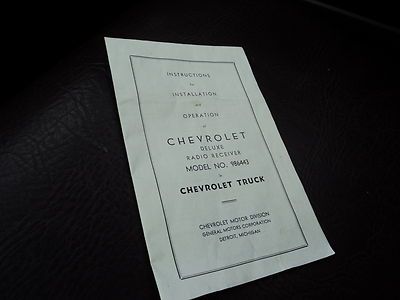 INSTRUCTIONS
for
INSTALLATION
and
OPERATION
of
CHEVROLET
DELUXE
RADIO RECEIVER
MODEL NO. 986443
in
CHEVROLET TRUCK
CHEVROLET MOTOR DIVISION
GENERAL MOTORS CORPORATION
DETROIT, MICHIGAN